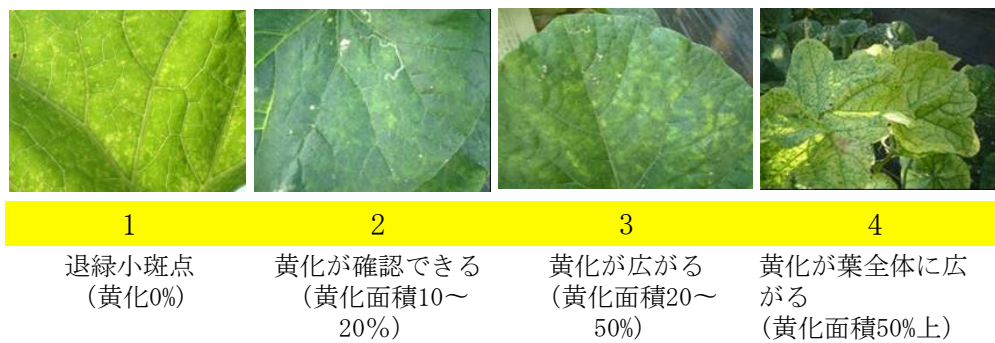 1
2
3
4
退緑小斑点
(黄化0%)
黄化が確認できる
(黄化面積10～
20％)
黄化が広がる
(黄化面積20～
50%)
黄化が葉全体に広
がる
(黄化面積50%上)